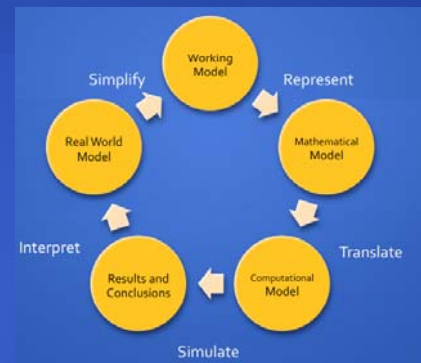 Working
Model
Simplify
Represent
Real World
Model
Mathematical
Model
Interpret
Translate
Results and
Conclusions
Computational
Model
Simulate